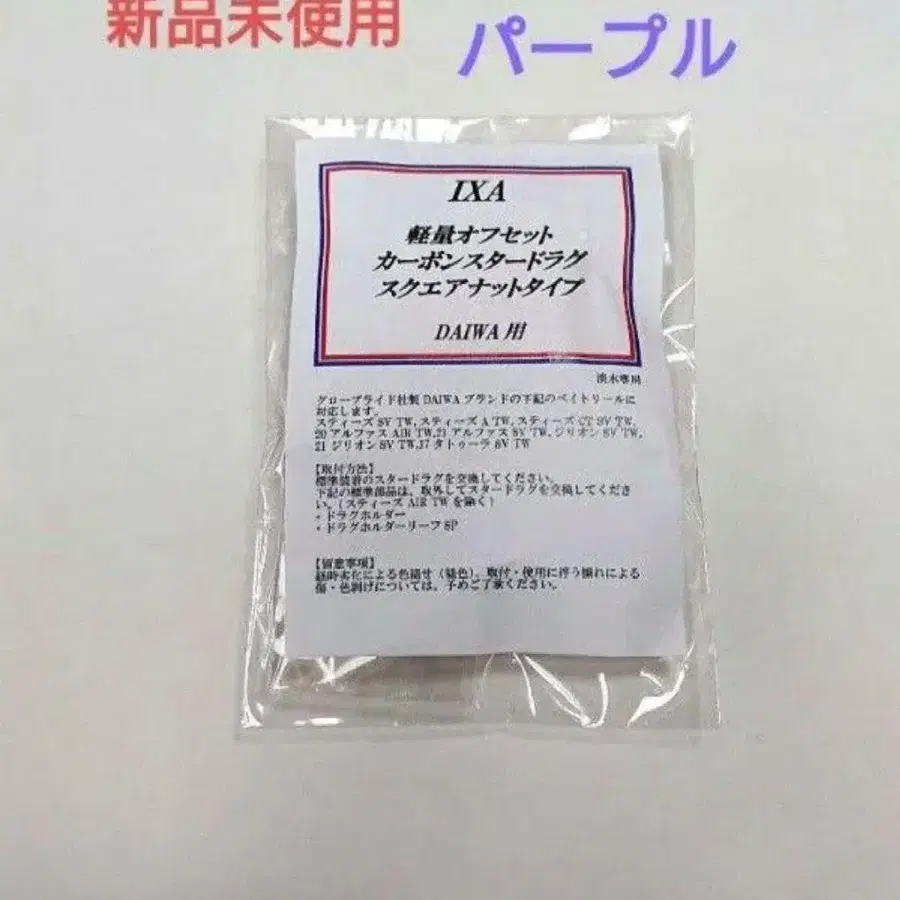 新品未使用
パープル
IXA
軽量オフセット
カーボンスタードラグ
スクエアナットタイプ
DAIWA 用
淡水専用
グローブライド社製 DAIWA ブランドの下記のベイトリールに
対応します。
スティーズ SV TW, スティーズ A TW, スティーズ CT SV TW,
20 アルファス AIR TW, 21 アルファス SV TW, ジリオン SV TW,
21 ジリオン SV TW, 17 タトゥーラ SV TW
【取付方法】
標準装着のスタードラグを交換してください。
下記の標準部品は、取外してスタードラグを交換してくださ
い。(スティーズ AIR TW を除く)
・ドラグホルダー
・ドラグホルダーリーフ SP
【留意事項】
経時劣化による色褪せ(褪色)、取付・使用に伴う擦れによる
傷・色剥げについては、予めご了承ください。